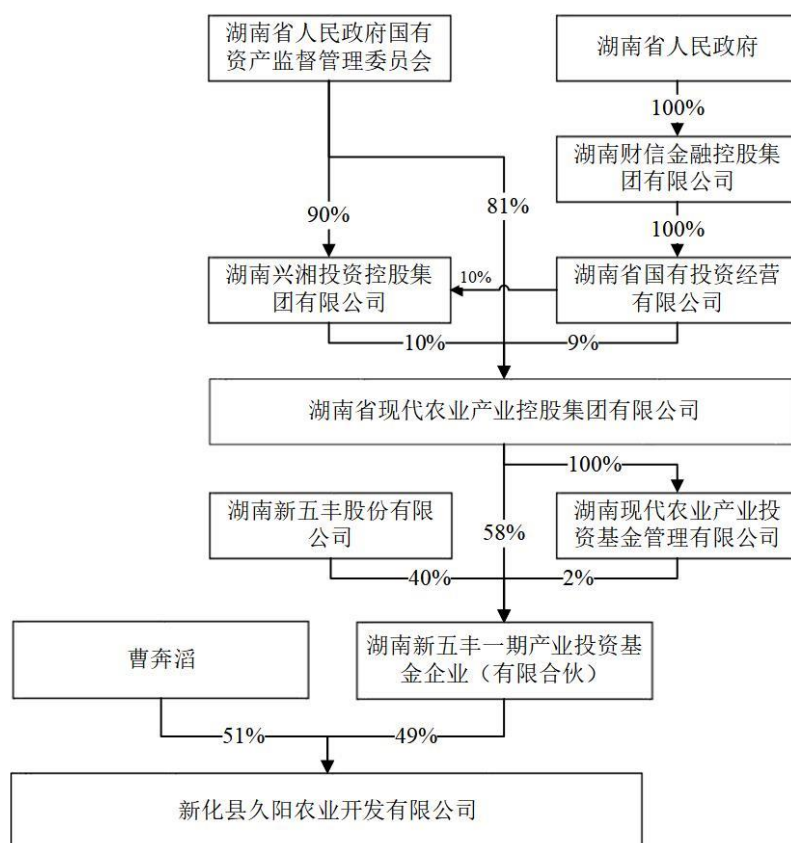 湖南省人民政府国有
资产监督管理委员会
湖南省人民政府
100%
湖南财信金融控股集
团有限公司
90%
81%
100%
湖南兴湘投资控股集
团有限公司
10%
湖南省国有投资经营
有限公司
10%
9%
湖南省现代农业产业控股集团有限公司
100%
湖南新五丰股份有限
公司
58%
湖南现代农业产业投
资基金管理有限公司
40%
2%
曹奔滔
湖南新五丰一期产业投资基
金企业（有限合伙）
51%
49%
新化县久阳农业开发有限公司